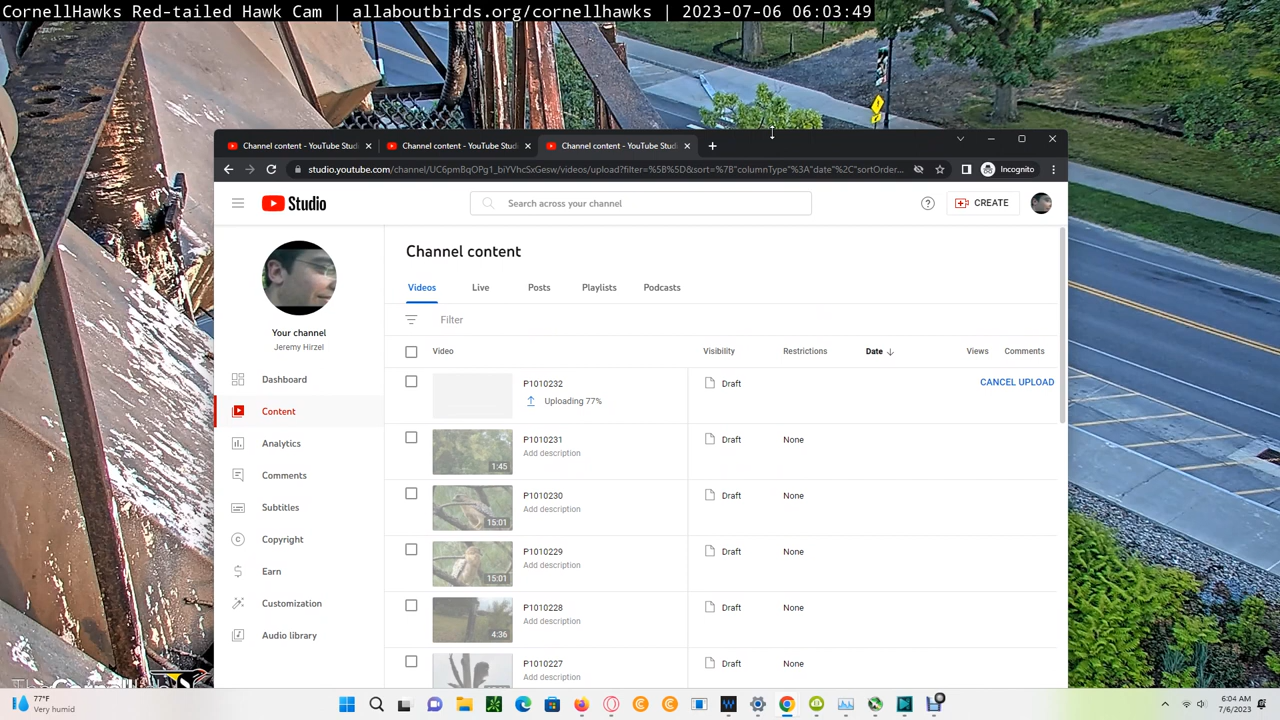 CornellHawks Red-tailed Hawk Cam | allaboutbirds.org/cornellhawks | 2023-07-06 06:03:49
Channel content - YouTube Stud
Channel content - YouTube Stud
Channel content - YouTube Stud
studio.youtube.com/channel/UC6pmBqOPg1_biYVhcSxGesw/videos/upload?filter=%5B%5D&sort=%7B"columnType"%3A"date"%2C"sortOrder...
Incognito
Studio
Search across your channel
CREATE
Your channel
Jeremy Hirzel
Dashboard
Content
Analytics
Comments
Subtitles
Copyright
Earn
Customization
Audio library
Channel content
Videos Live Posts Playlists Podcasts
Filter
Video Visibility Restrictions Date Views Comments
P1010232 Draft CANCEL UPLOAD
Uploading 77%
P1010231 Draft None
Add description
1:45
P1010230 Draft None
Add description
15:01
P1010229 Draft None
Add description
15:01
P1010228 Draft None
Add description
4:36
P1010227 Draft None
Add description
77°F
Very humid
6:04 AM
7/6/2023